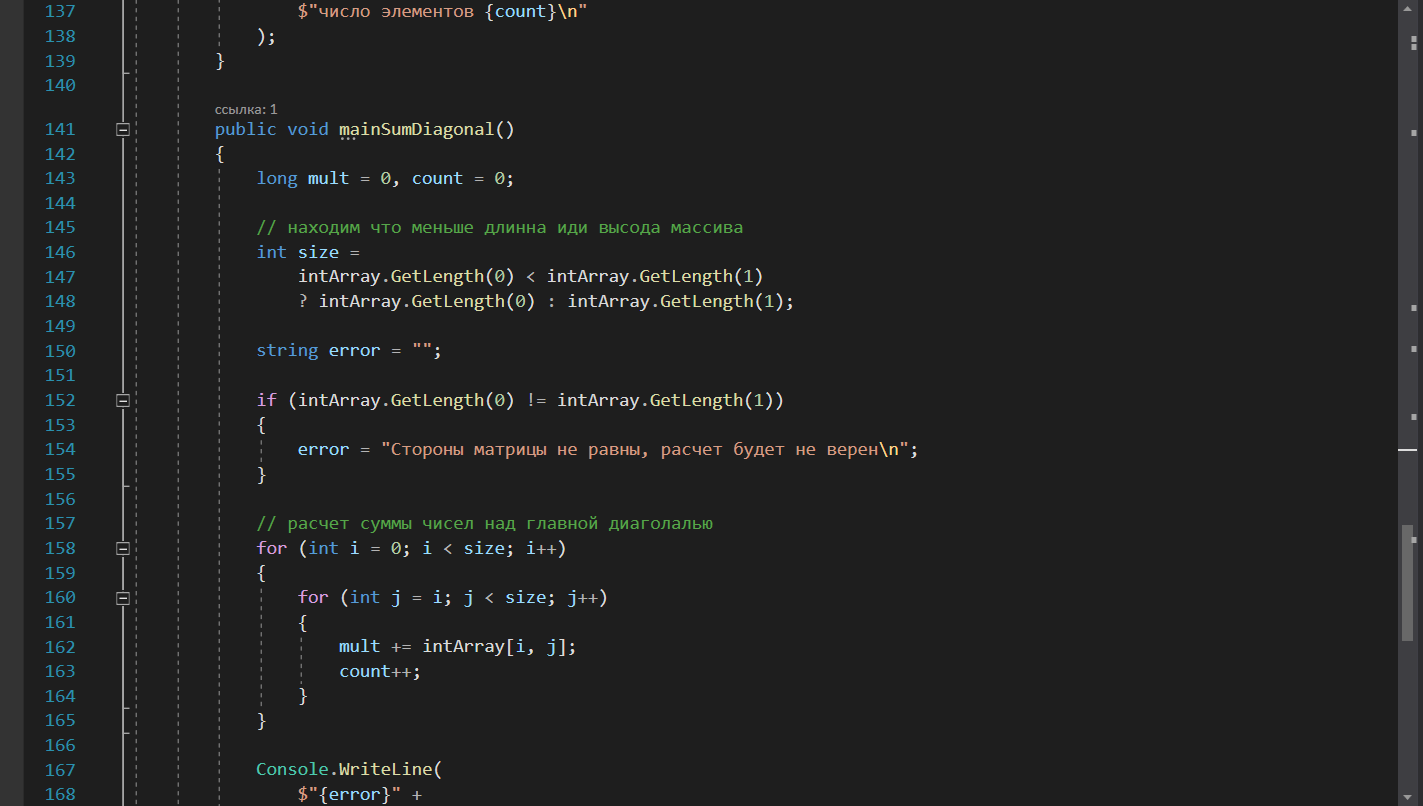 137 $"число элементов {count}\n"
138 );
139 }
140
ссылка: 1
141 public void mainSumDiagonal()
142 {
143 long mult = 0, count = 0;
144
145 // находим что меньше длинна иди высода массива
146 int size =
147 intArray.GetLength(0) < intArray.GetLength(1)
148 ? intArray.GetLength(0) : intArray.GetLength(1);
149
150 string error = "";
151
152 if (intArray.GetLength(0) != intArray.GetLength(1))
153 {
154 error = "Стороны матрицы не равны, расчет будет не верен\n";
155 }
156
157 // расчет суммы чисел над главной диаголалью
158 for (int i = 0; i < size; i++)
159 {
160 for (int j = i; j < size; j++)
161 {
162 mult += intArray[i, j];
163 count++;
164 }
165 }
166
167 Console.WriteLine(
168 $"{error}" +